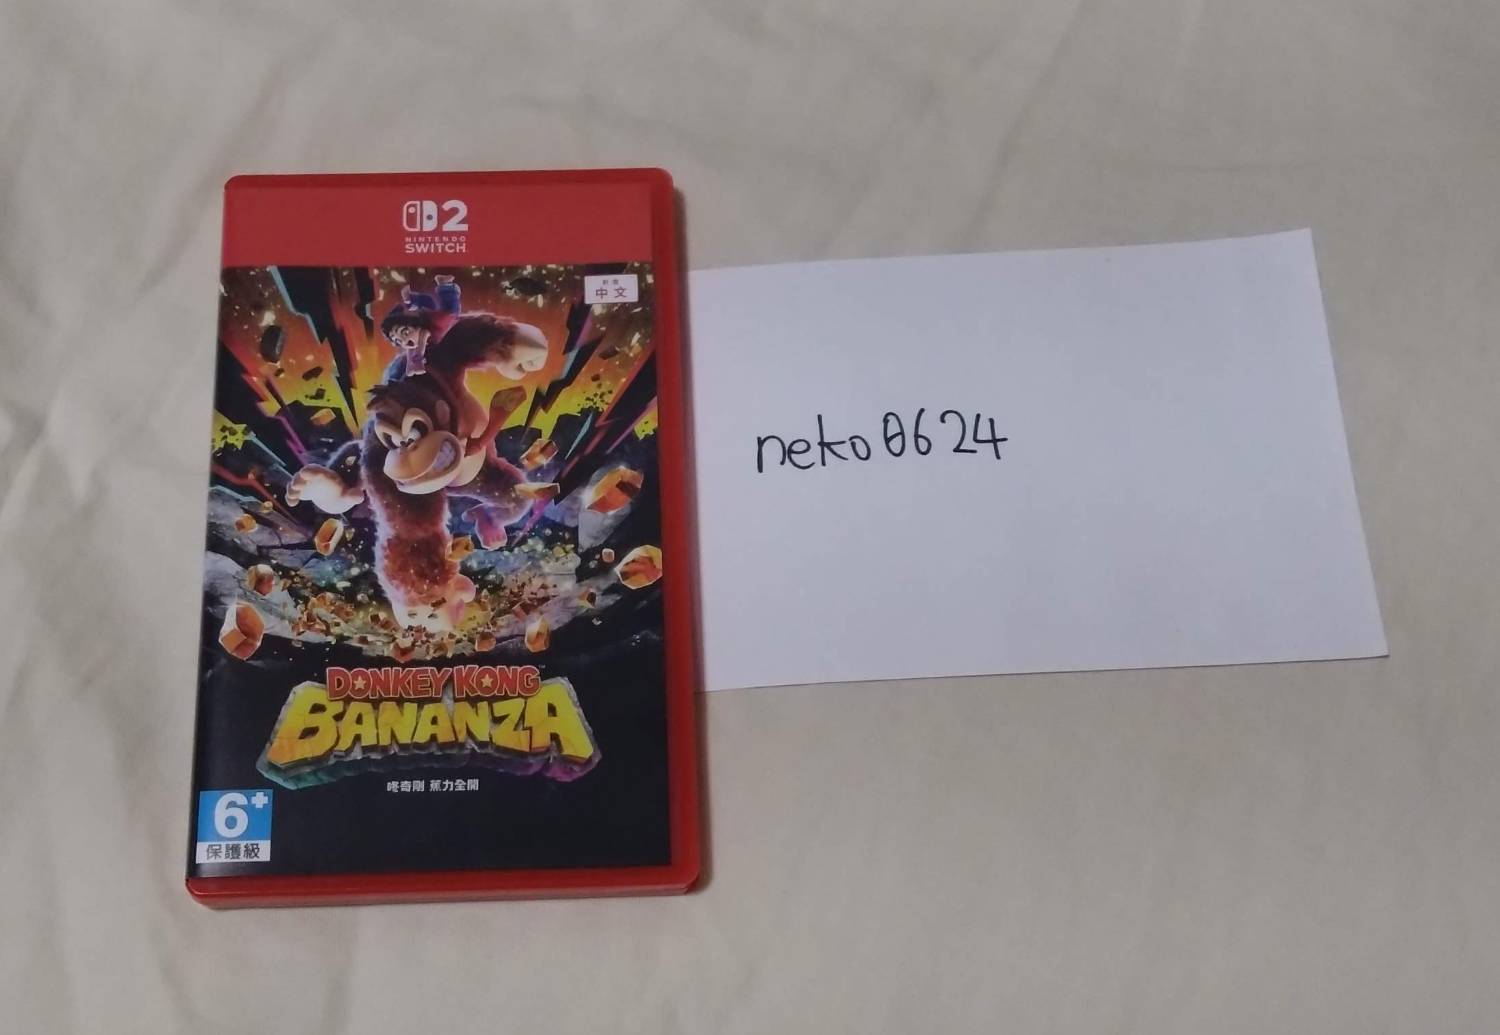 2
NINTENDO
SWITCH
中文
neko0624
DONKEY KONG
BANANZA
咚奇剛 蕉力全開
6+
保護級